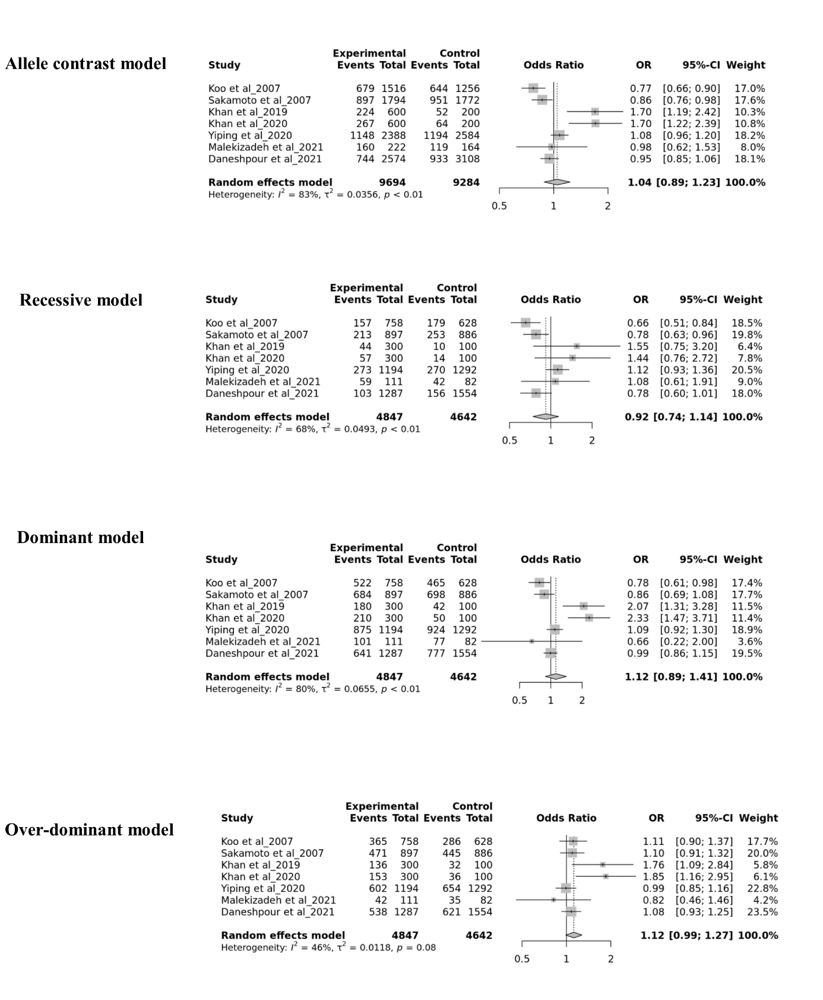 Allele contrast model
Experimental Control
Study Events Total Events Total Odds Ratio OR 95%-CI Weight
Koo et al_2007 679 1516 644 1256 0.77 [0.66; 0.90] 17.0%
Sakamoto et al_2007 897 1794 951 1772 0.86 [0.76; 0.98] 17.6%
Khan et al_2019 224 600 52 200 1.70 [1.19; 2.42] 10.3%
Khan et al_2020 267 600 64 200 1.70 [1.22; 2.39] 10.8%
Yiping et al_2020 1148 2388 1194 2584 1.08 [0.96; 1.20] 18.2%
Malekizadeh et al_2021 160 222 119 164 0.98 [0.62; 1.53] 8.0%
Daneshpour et al_2021 744 2574 933 3108 0.95 [0.85; 1.06] 18.1%
Random effects model 9694 9284 1.04 [0.89; 1.23] 100.0%
Heterogeneity: I² = 83%, τ² = 0.0356, p < 0.01
0.5 1 2
Recessive model
Experimental Control
Study Events Total Events Total Odds Ratio OR 95%-CI Weight
Koo et al_2007 157 758 179 628 0.66 [0.51; 0.84] 18.5%
Sakamoto et al_2007 213 897 253 886 0.78 [0.63; 0.96] 19.8%
Khan et al_2019 44 300 10 100 1.55 [0.75; 3.20] 6.4%
Khan et al_2020 57 300 14 100 1.44 [0.76; 2.72] 7.8%
Yiping et al_2020 273 1194 270 1292 1.12 [0.93; 1.36] 20.5%
Malekizadeh et al_2021 59 111 42 82 1.08 [0.61; 1.91] 9.0%
Daneshpour et al_2021 103 1287 156 1554 0.78 [0.60; 1.01] 18.0%
Random effects model 4847 4642 0.92 [0.74; 1.14] 100.0%
Heterogeneity: I² = 68%, τ² = 0.0493, p < 0.01
0.5 1 2
Dominant model
Experimental Control
Study Events Total Events Total Odds Ratio OR 95%-CI Weight
Koo et al_2007 522 758 465 628 0.78 [0.61; 0.98] 17.4%
Sakamoto et al_2007 684 897 698 886 0.86 [0.69; 1.08] 17.7%
Khan et al_2019 180 300 42 100 2.07 [1.31; 3.28] 11.5%
Khan et al_2020 210 300 50 100 2.33 [1.47; 3.71] 11.4%
Yiping et al_2020 875 1194 924 1292 1.09 [0.92; 1.30] 18.9%
Malekizadeh et al_2021 101 111 77 82 0.66 [0.22; 2.00] 3.6%
Daneshpour et al_2021 641 1287 777 1554 0.99 [0.86; 1.15] 19.5%
Random effects model 4847 4642 1.12 [0.89; 1.41] 100.0%
Heterogeneity: I² = 80%, τ² = 0.0655, p < 0.01
0.5 1 2
Over-dominant model
Experimental Control
Study Events Total Events Total Odds Ratio OR 95%-CI Weight
Koo et al_2007 365 758 286 628 1.11 [0.90; 1.37] 17.7%
Sakamoto et al_2007 471 897 445 886 1.10 [0.91; 1.32] 20.0%
Khan et al_2019 136 300 32 100 1.76 [1.09; 2.84] 5.8%
Khan et al_2020 153 300 36 100 1.85 [1.16; 2.95] 6.1%
Yiping et al_2020 602 1194 654 1292 0.99 [0.85; 1.16] 22.8%
Malekizadeh et al_2021 42 111 35 82 0.82 [0.46; 1.46] 4.2%
Daneshpour et al_2021 538 1287 621 1554 1.08 [0.93; 1.25] 23.5%
Random effects model 4847 4642 1.12 [0.99; 1.27] 100.0%
Heterogeneity: I² = 46%, τ² = 0.0118, p = 0.08
0.5 1 2